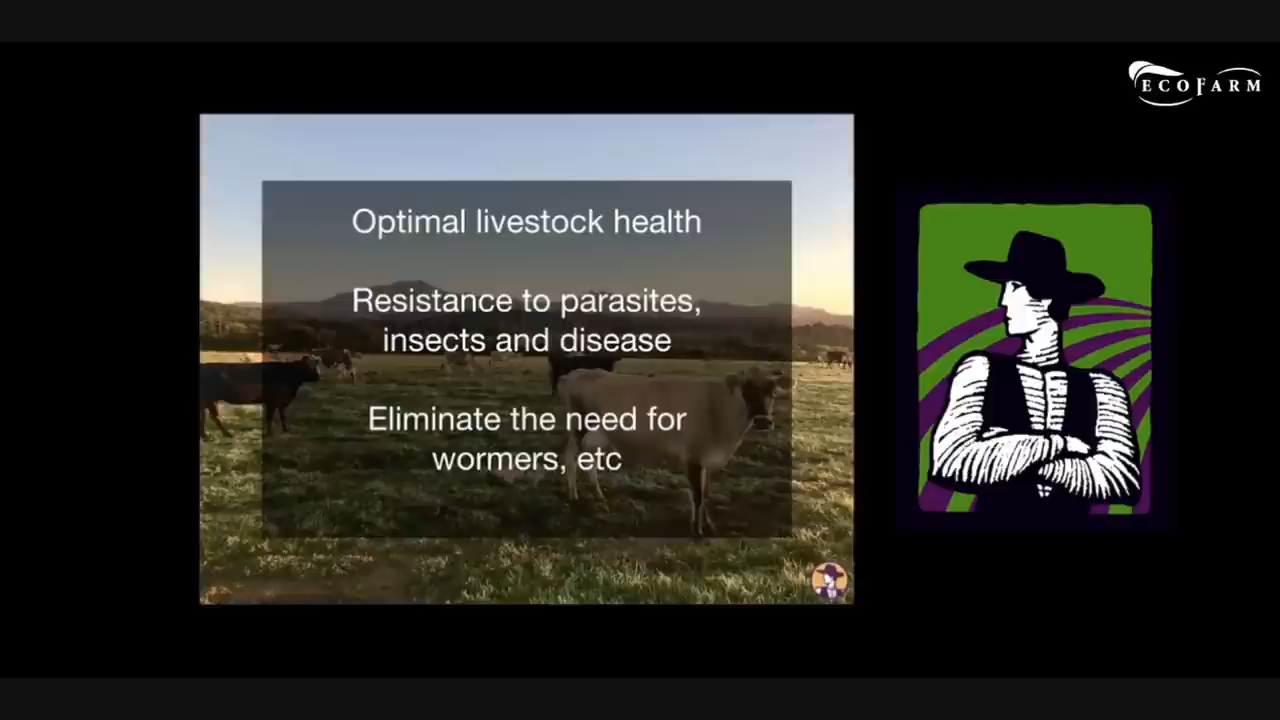 ECOFARM
Optimal livestock health
Resistance to parasites,
insects and disease
Eliminate the need for
wormers, etc